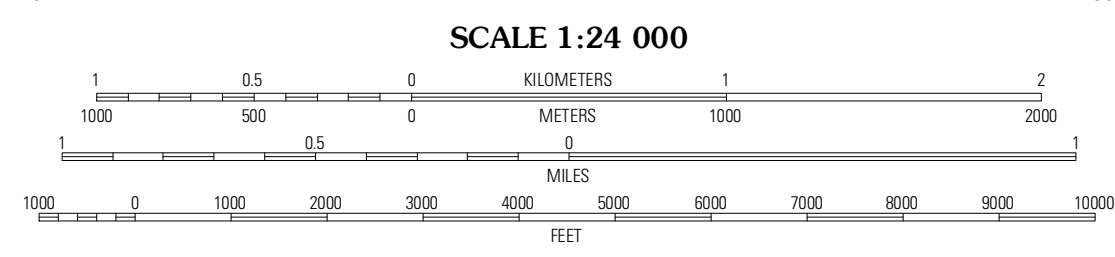 SCALE 1:24 000
1 0.5 0 KILOMETERS 1 2
1000 500 0 METERS 1000 2000
1 0.5 0 1
MILES
1000 0 1000 2000 3000 4000 5000 6000 7000 8000 9000 10000
FEET